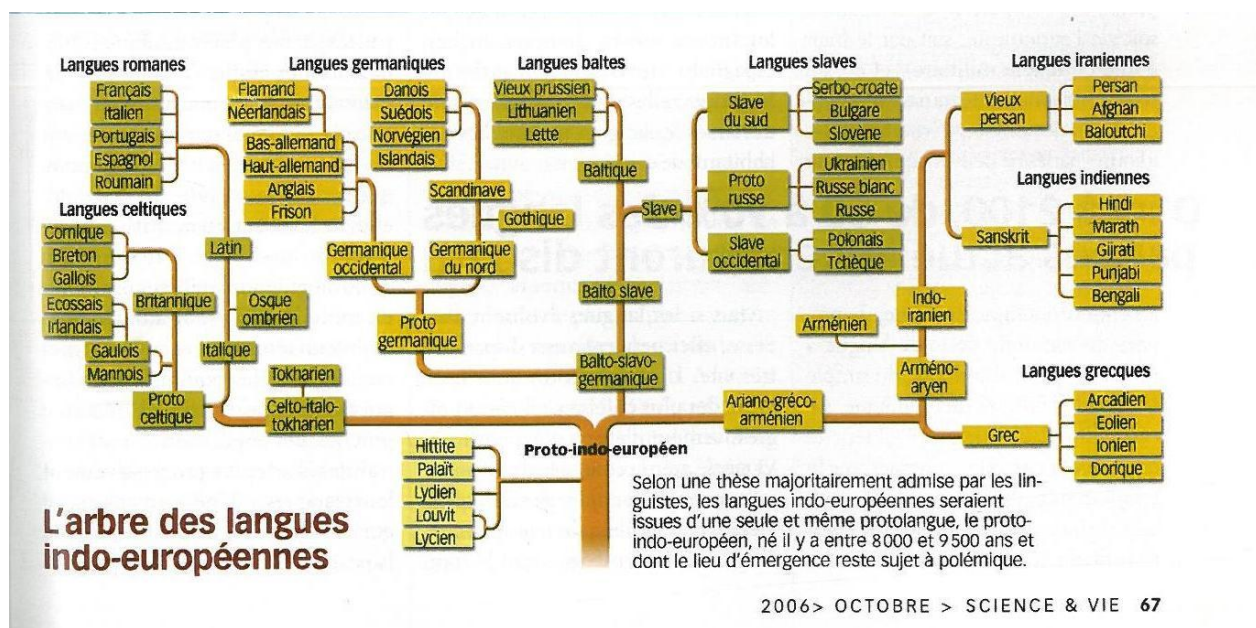 Langues romanes
Français
Italien
Portugais
Espagnol
Roumain
Langues celtiques
Cornique
Breton
Gallois
Ecossais
Irlandais
Gaulois
Mannois
Britannique
Proto
celtique
Latin
Osque
ombrien
Italique
Tokharien
Celto-italo-
tokharien
Langues germaniques
Flamand
Néerlandais
Bas-allemand
Haut-allemand
Anglais
Frison
Danois
Suédois
Norvégien
Islandais
Scandinave
Gothique
Germanique
occidental
Germanique
du nord
Proto
germanique
Langues baltes
Vieux prussien
Lithuanien
Lette
Baltique
Slave
Balto slave
Balto-slavo-
germanique
Langues slaves
Slave
du sud
Serbo-croate
Bulgare
Slovène
Proto
russe
Ukrainien
Russe blanc
Russe
Slave
occidental
Polonais
Tchèque
Langues iraniennes
Vieux
persan
Persan
Afghan
Baloutchi
Langues indiennes
Sanskrit
Hindi
Marath
Gijrati
Punjabi
Bengali
Indo-
iranien
Arménien
Arméno-
aryen
Ariano-gréco-
arménien
Langues grecques
Grec
Arcadien
Eolien
Ionien
Dorique
Hittite
Palaït
Lydien
Louvit
Lycien
Proto-indo-européen
L'arbre des langues
indo-européennes
Selon une thèse majoritairement admise par les lin-
guistes, les langues indo-européennes seraient
issues d'une seule et même protolangue, le proto-
indo-européen, né il y a entre 8000 et 9500 ans et
dont le lieu d'émergence reste sujet à polémique.
2006> OCTOBRE > SCIENCE & VIE 67